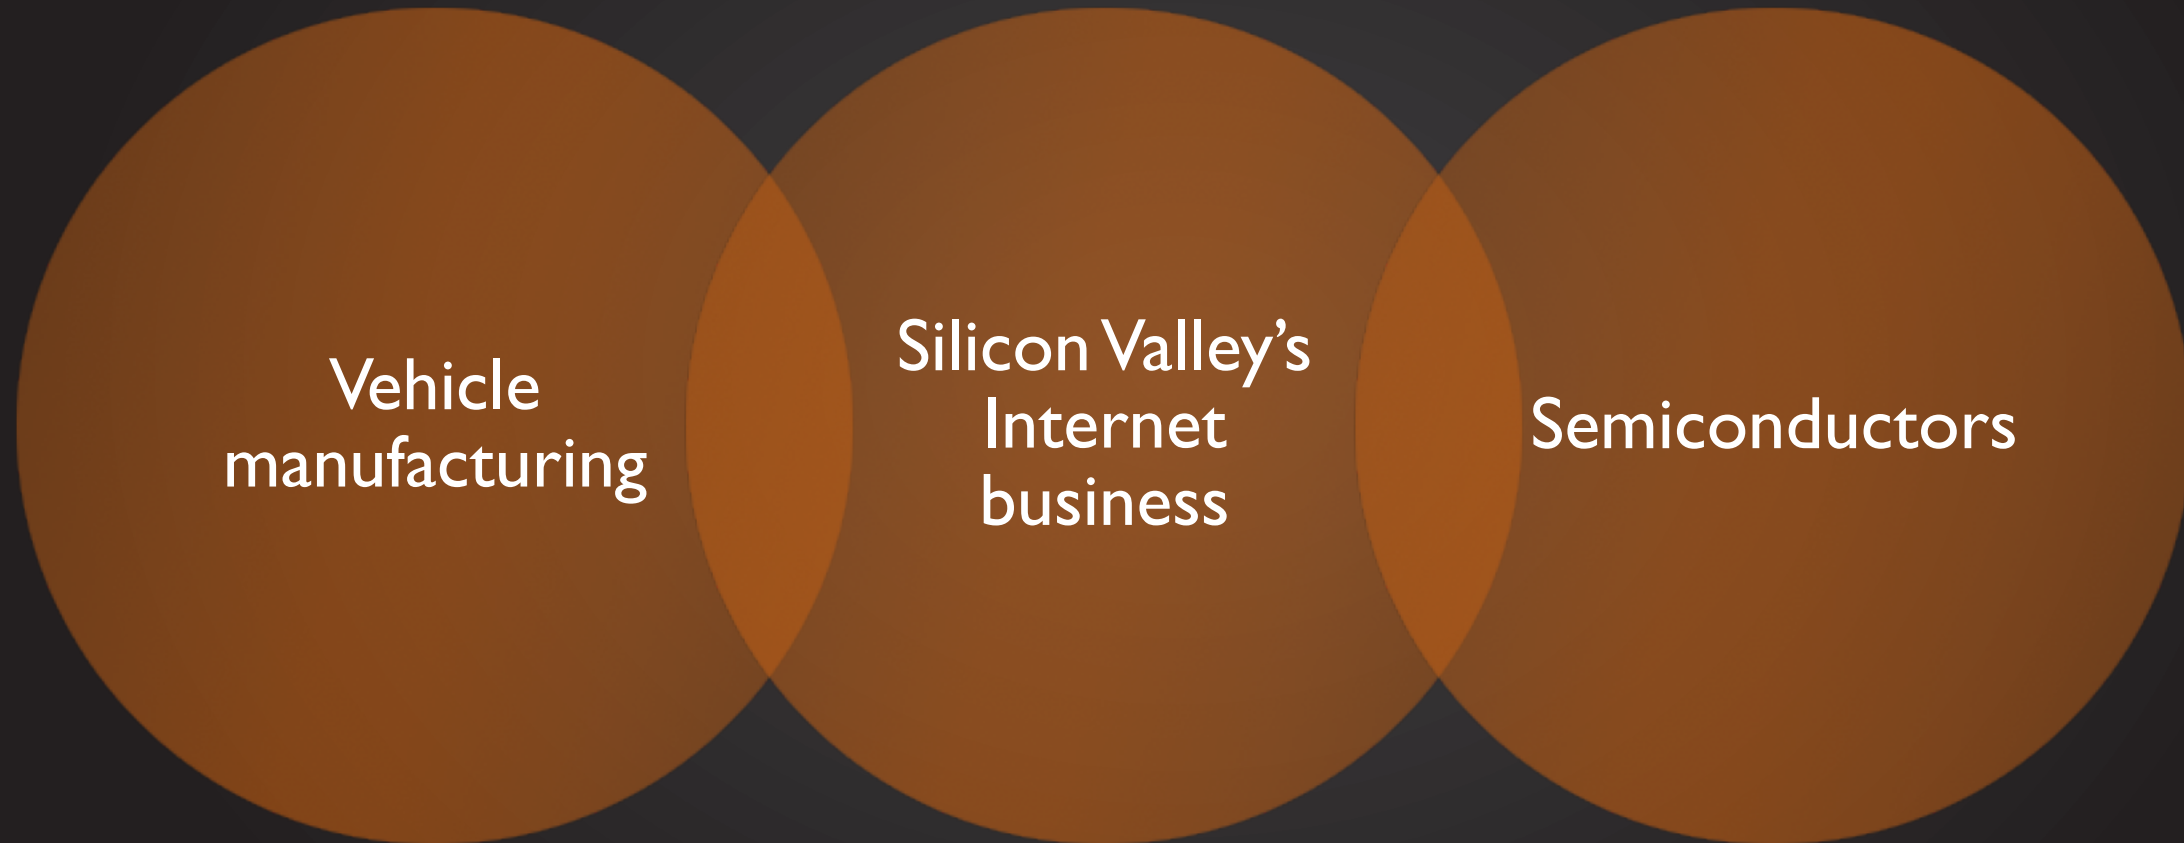 Vehicle
manufacturing
Silicon Valley’s
Internet
business
Semiconductors